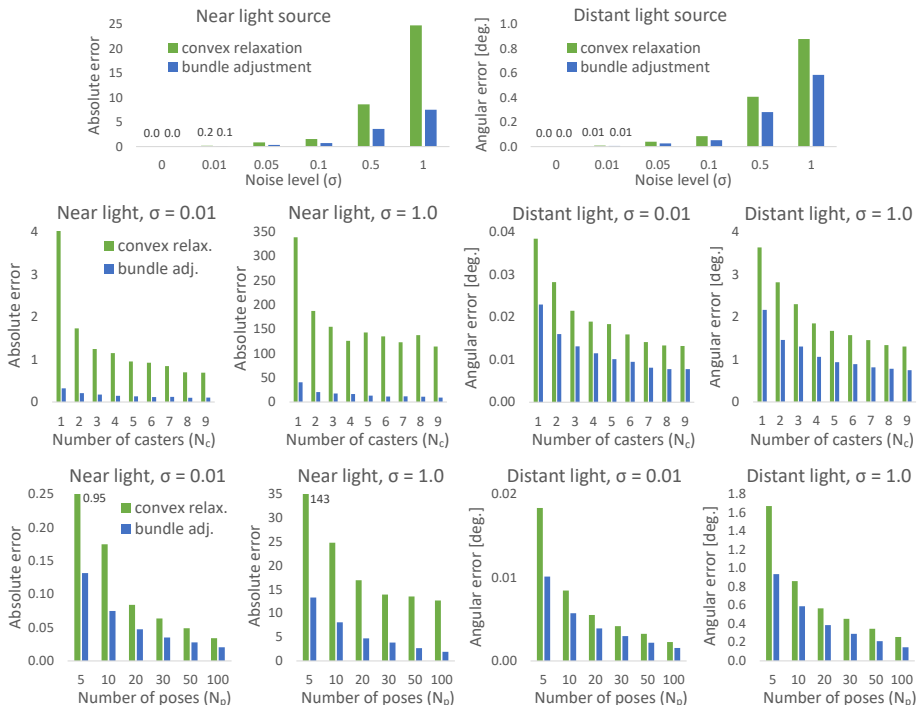 Near light source
Absolute error
25
20
15
10
5
0
convex relaxation
bundle adjustment
0.0 0.0
0.2 0.1
0 0.01 0.05 0.1 0.5 1
Noise level (σ)
Distant light source
Angular error [deg.]
1.0
0.8
0.6
0.4
0.2
0.0
convex relaxation
bundle adjustment
0.0 0.0
0.01 0.01
0 0.01 0.05 0.1 0.5 1
Noise level (σ)
Near light, σ = 0.01
Absolute error
4
3
2
1
0
convex relax.
bundle adj.
1 2 3 4 5 6 7 8 9
Number of casters (Nc)
Near light, σ = 1.0
Absolute error
350
300
250
200
150
100
50
0
1 2 3 4 5 6 7 8 9
Number of casters (Nc)
Distant light, σ = 0.01
Angular error [deg.]
0.04
0.03
0.02
0.01
0.00
1 2 3 4 5 6 7 8 9
Number of casters (Nc)
Distant light, σ = 1.0
Angular error [deg.]
4
3
2
1
0
1 2 3 4 5 6 7 8 9
Number of casters (Nc)
Near light, σ = 0.01
Absolute error
0.25
0.20
0.15
0.10
0.05
0.00
0.95
convex relax.
bundle adj.
5 10 20 30 50 100
Number of poses (Np)
Near light, σ = 1.0
Absolute error
35
30
25
20
15
10
5
0
143
5 10 20 30 50 100
Number of poses (Np)
Distant light, σ = 0.01
Angular error [deg.]
0.02
0.01
0.00
5 10 20 30 50 100
Number of poses (Np)
Distant light, σ = 1.0
Angular error [deg.]
1.8
1.6
1.4
1.2
1.0
0.8
0.6
0.4
0.2
0.0
5 10 20 30 50 100
Number of poses (Np)